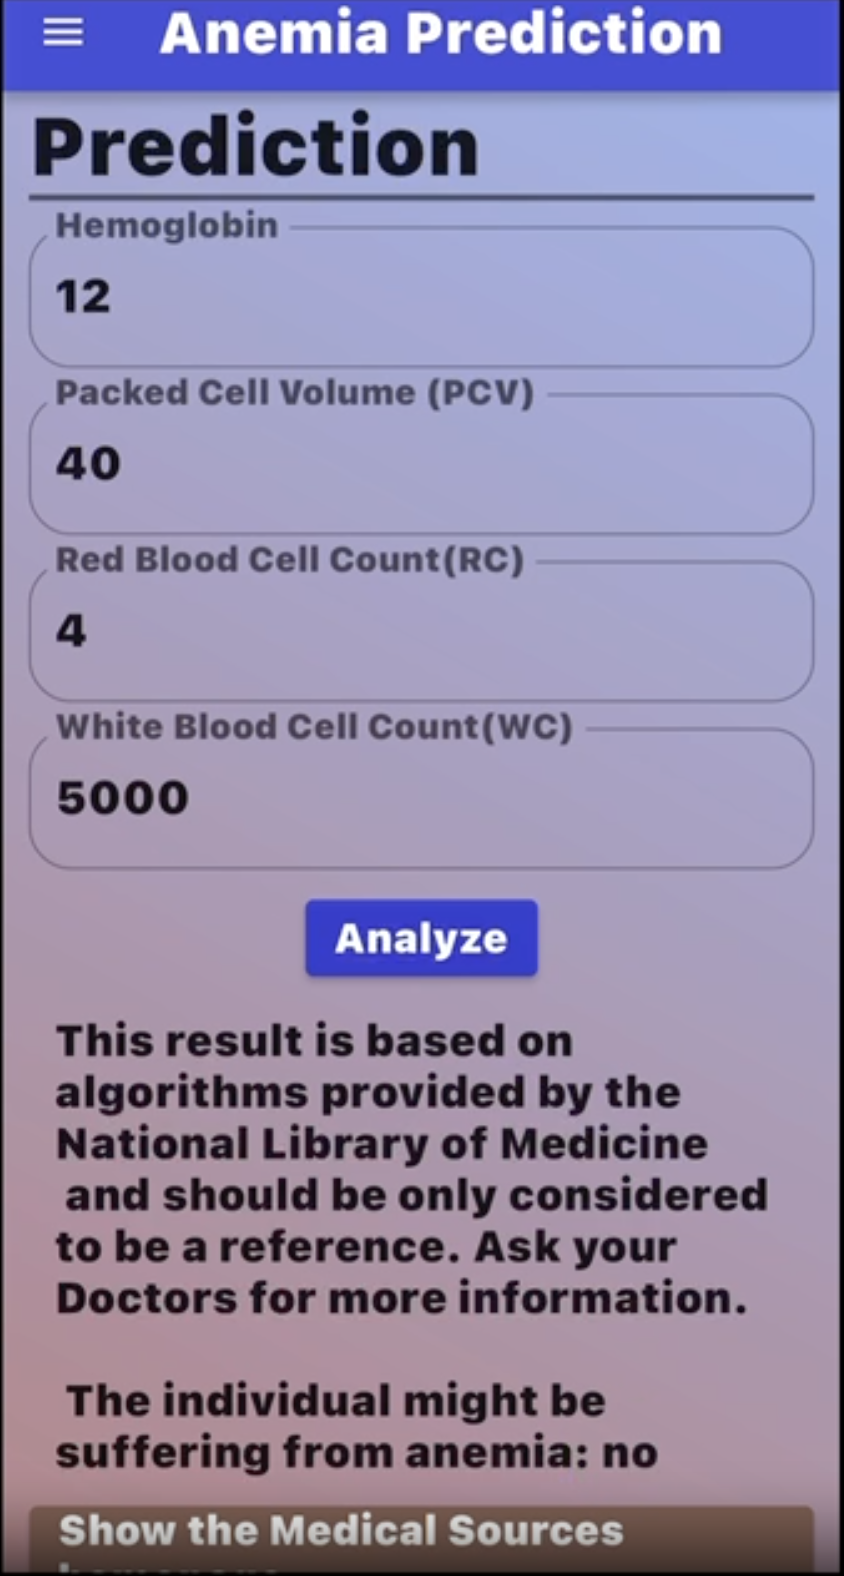 Anemia Prediction
Prediction
Hemoglobin
12
Packed Cell Volume (PCV)
40
Red Blood Cell Count(RC)
4
White Blood Cell Count(WC)
5000
Analyze
This result is based on
algorithms provided by the
National Library of Medicine
and should be only considered
to be a reference. Ask your
Doctors for more information.
The individual might be
suffering from anemia: no
Show the Medical Sources